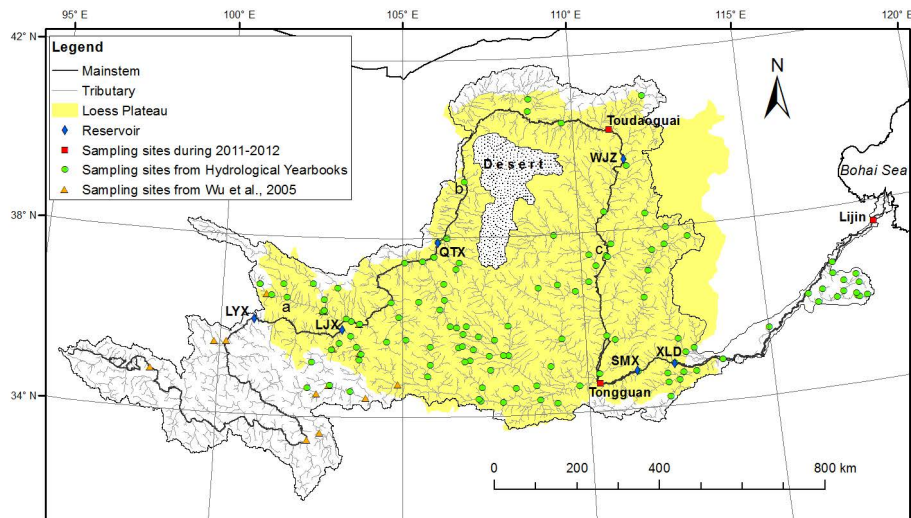 95° E
100° E
105° E
110° E
115° E
120° E
42° N
38° N
34° N
Legend
Mainstem
Tributary
Loess Plateau
Reservoir
Sampling sites during 2011-2012
Sampling sites from Hydrological Yearbooks
Sampling sites from Wu et al., 2005
N
Toudaoguai
WJZ
Desert
Bohai Sea
b
Lijin
QTX
c
a
LYX
LJX
XLD
SMX
Tongguan
0 200 400 800 km